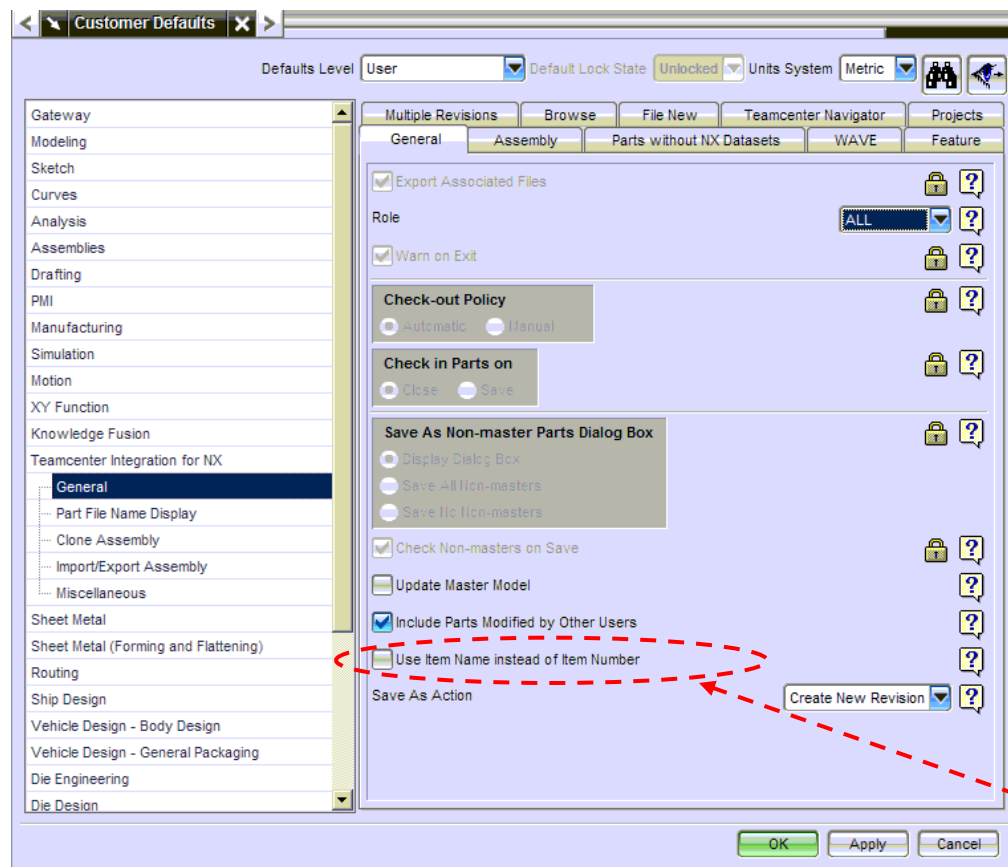 Customer Defaults
Defaults Level User Default Lock State Unlocked Units System Metric
Gateway
Modeling
Sketch
Curves
Analysis
Assemblies
Drafting
PMI
Manufacturing
Simulation
Motion
XY Function
Knowledge Fusion
Teamcenter Integration for NX
General
Part File Name Display
Clone Assembly
Import/Export Assembly
Miscellaneous
Sheet Metal
Sheet Metal (Forming and Flattening)
Routing
Ship Design
Vehicle Design - Body Design
Vehicle Design - General Packaging
Die Engineering
Die Design
Multiple Revisions Browse File New Teamcenter Navigator Projects
General Assembly Parts without NX Datasets WAVE Feature
Export Associated Files
Role ALL
Warn on Exit
Check-out Policy
Automatic Manual
Check in Parts on
Close Save
Save As Non-master Parts Dialog Box
Display Dialog Box
Save All Non-masters
Save No Non-masters
Check Non-masters on Save
Update Master Model
Include Parts Modified by Other Users
Use Item Name instead of Item Number
Save As Action Create New Revision
OK Apply Cancel